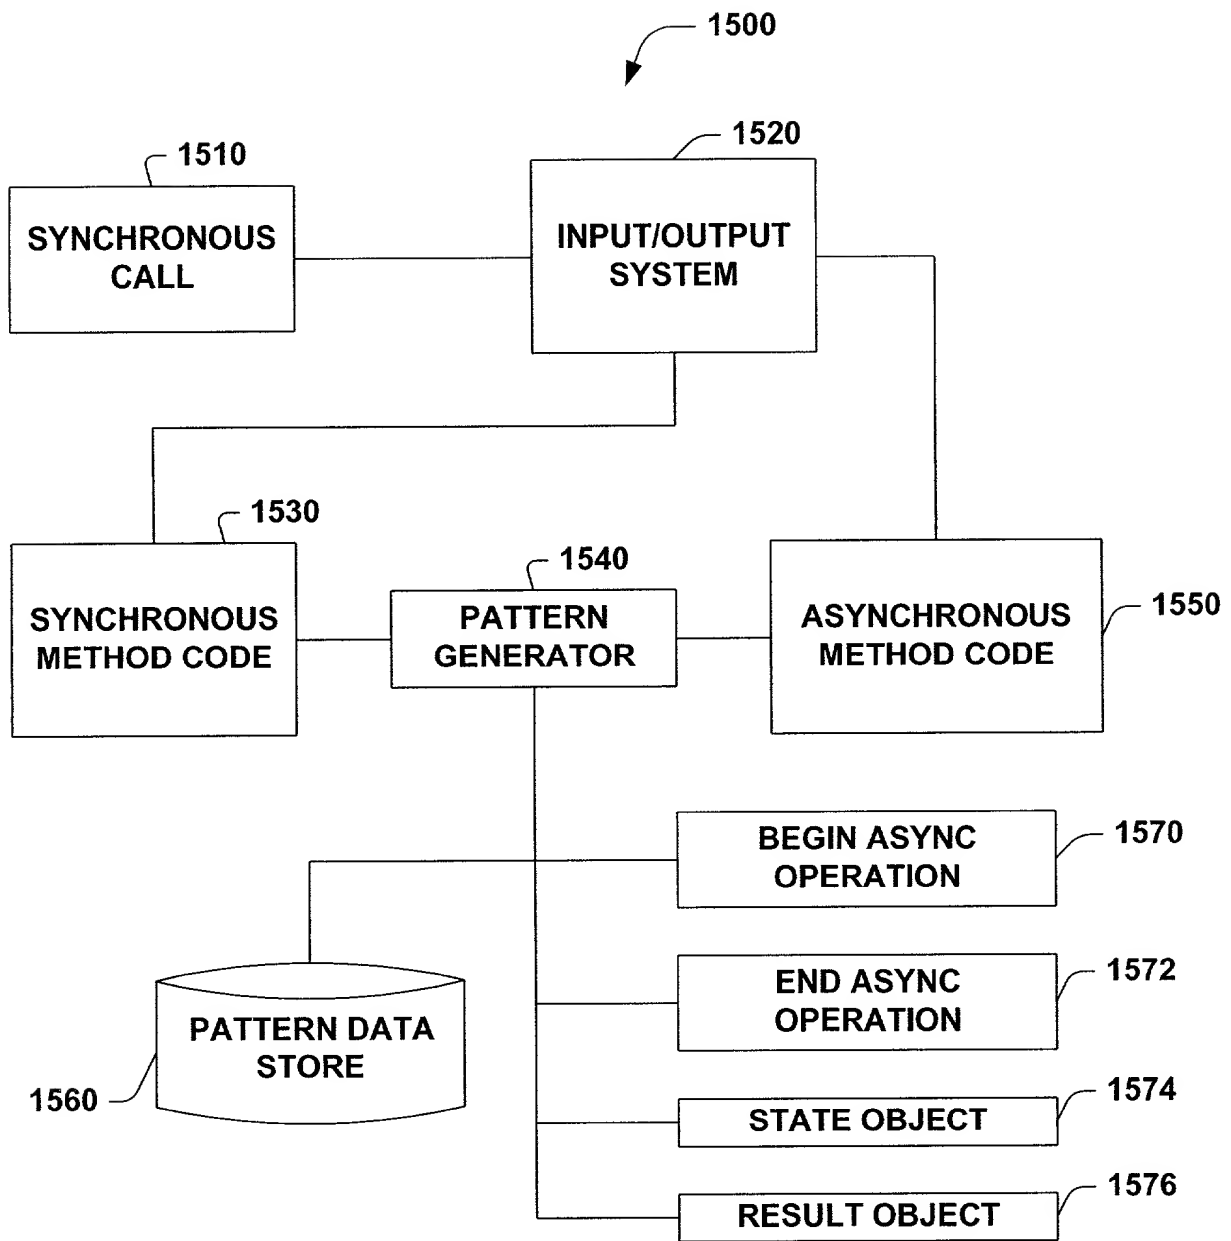 1500
1510
1520
SYNCHRONOUS
CALL
INPUT/OUTPUT
SYSTEM
1530
1540
1550
SYNCHRONOUS
METHOD CODE
PATTERN
GENERATOR
ASYNCHRONOUS
METHOD CODE
BEGIN ASYNC
OPERATION
1570
END ASYNC
OPERATION
1572
PATTERN DATA
STORE
1560
STATE OBJECT
1574
RESULT OBJECT
1576